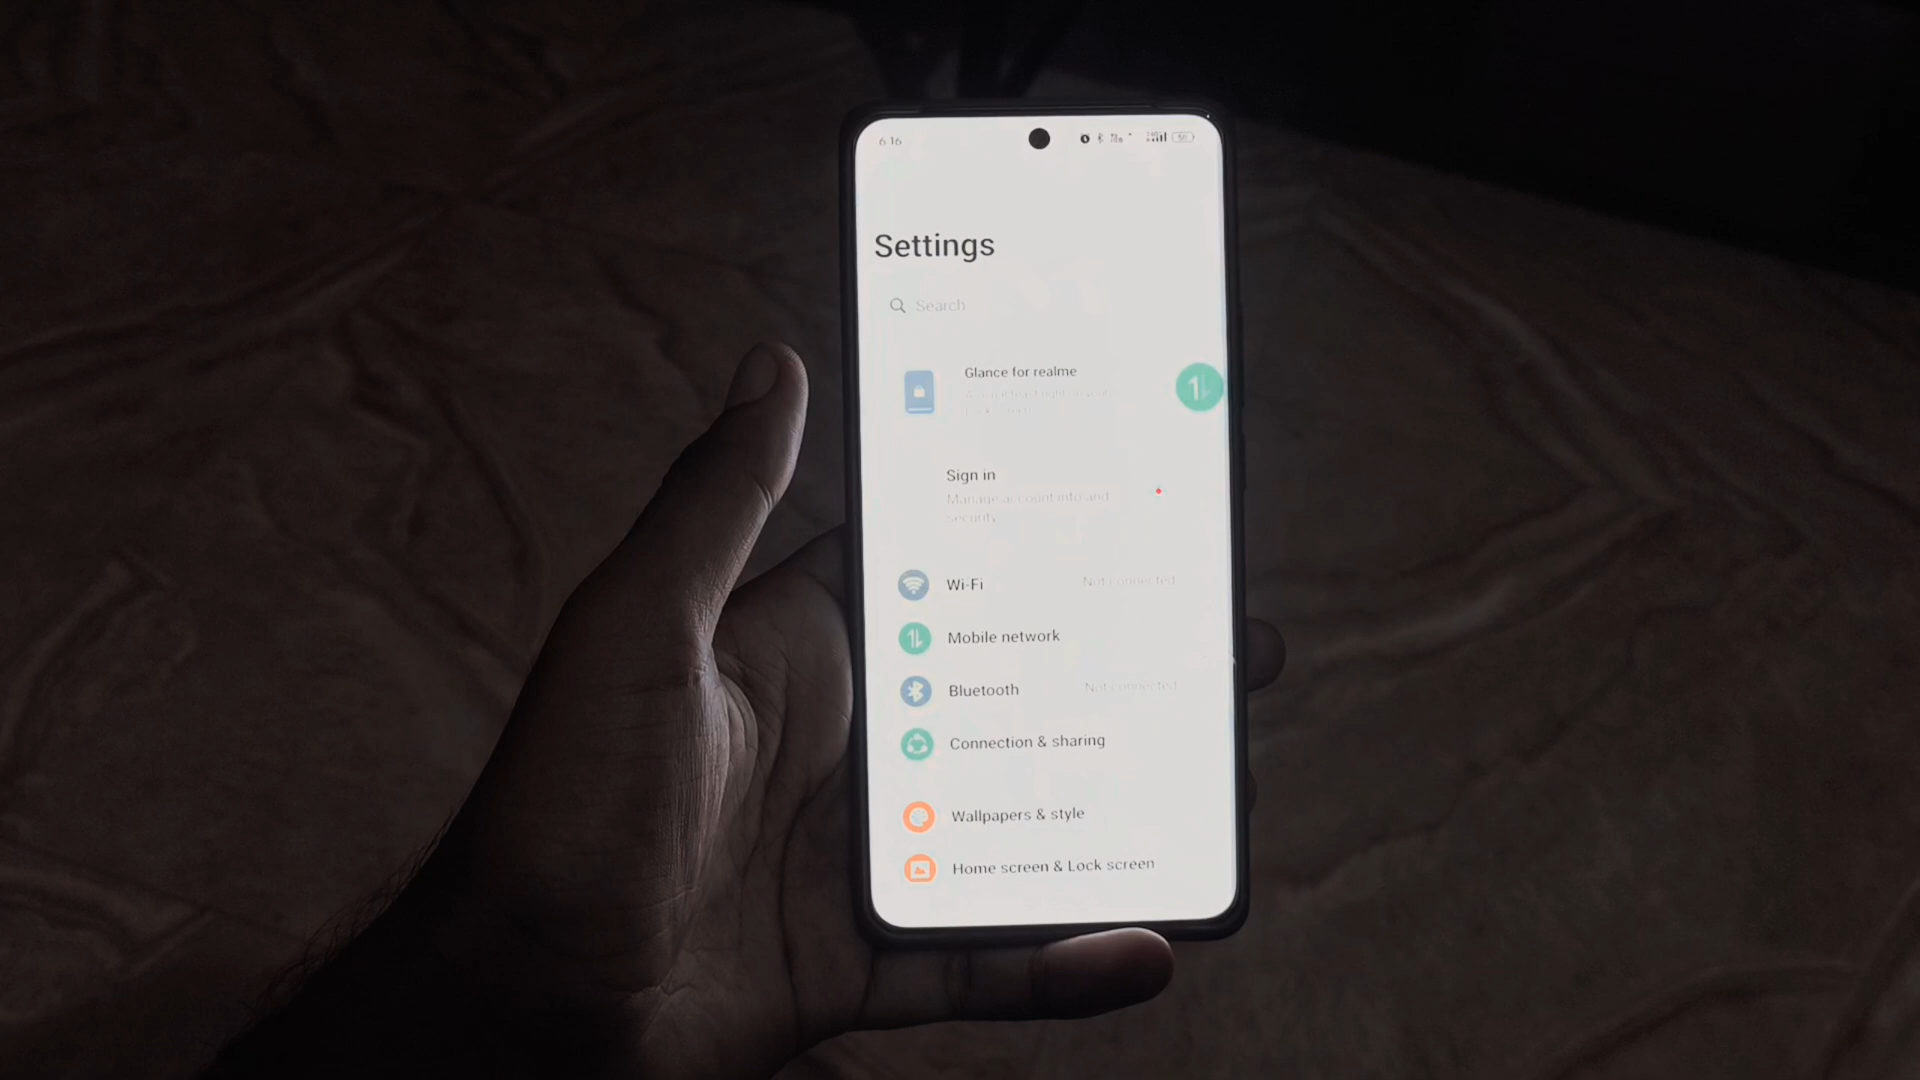 6:16
50
Settings
Search
Glance for realme
Sign in
Manage account info and
security
Wi-Fi
Not connected
Mobile network
Bluetooth
Not connected
Connection & sharing
Wallpapers & style
Home screen & Lock screen